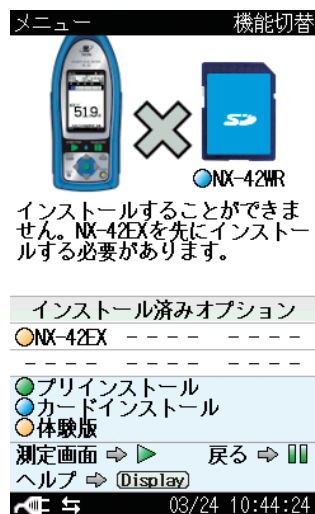 メニュー 機能切替
51.9
SD
NX-42WR
インストールすることができま
せん。NX-42EXを先にインストー
ルする必要があります。
インストール済みオプション
NX-42EX ---- ----
---- ---- ----
プリインストール
カードインストール
体験版
測定画面 ⇨ ▶ 戻る ⇨ ❚❚
ヘルプ ⇨ Display
03/24 10:44:24